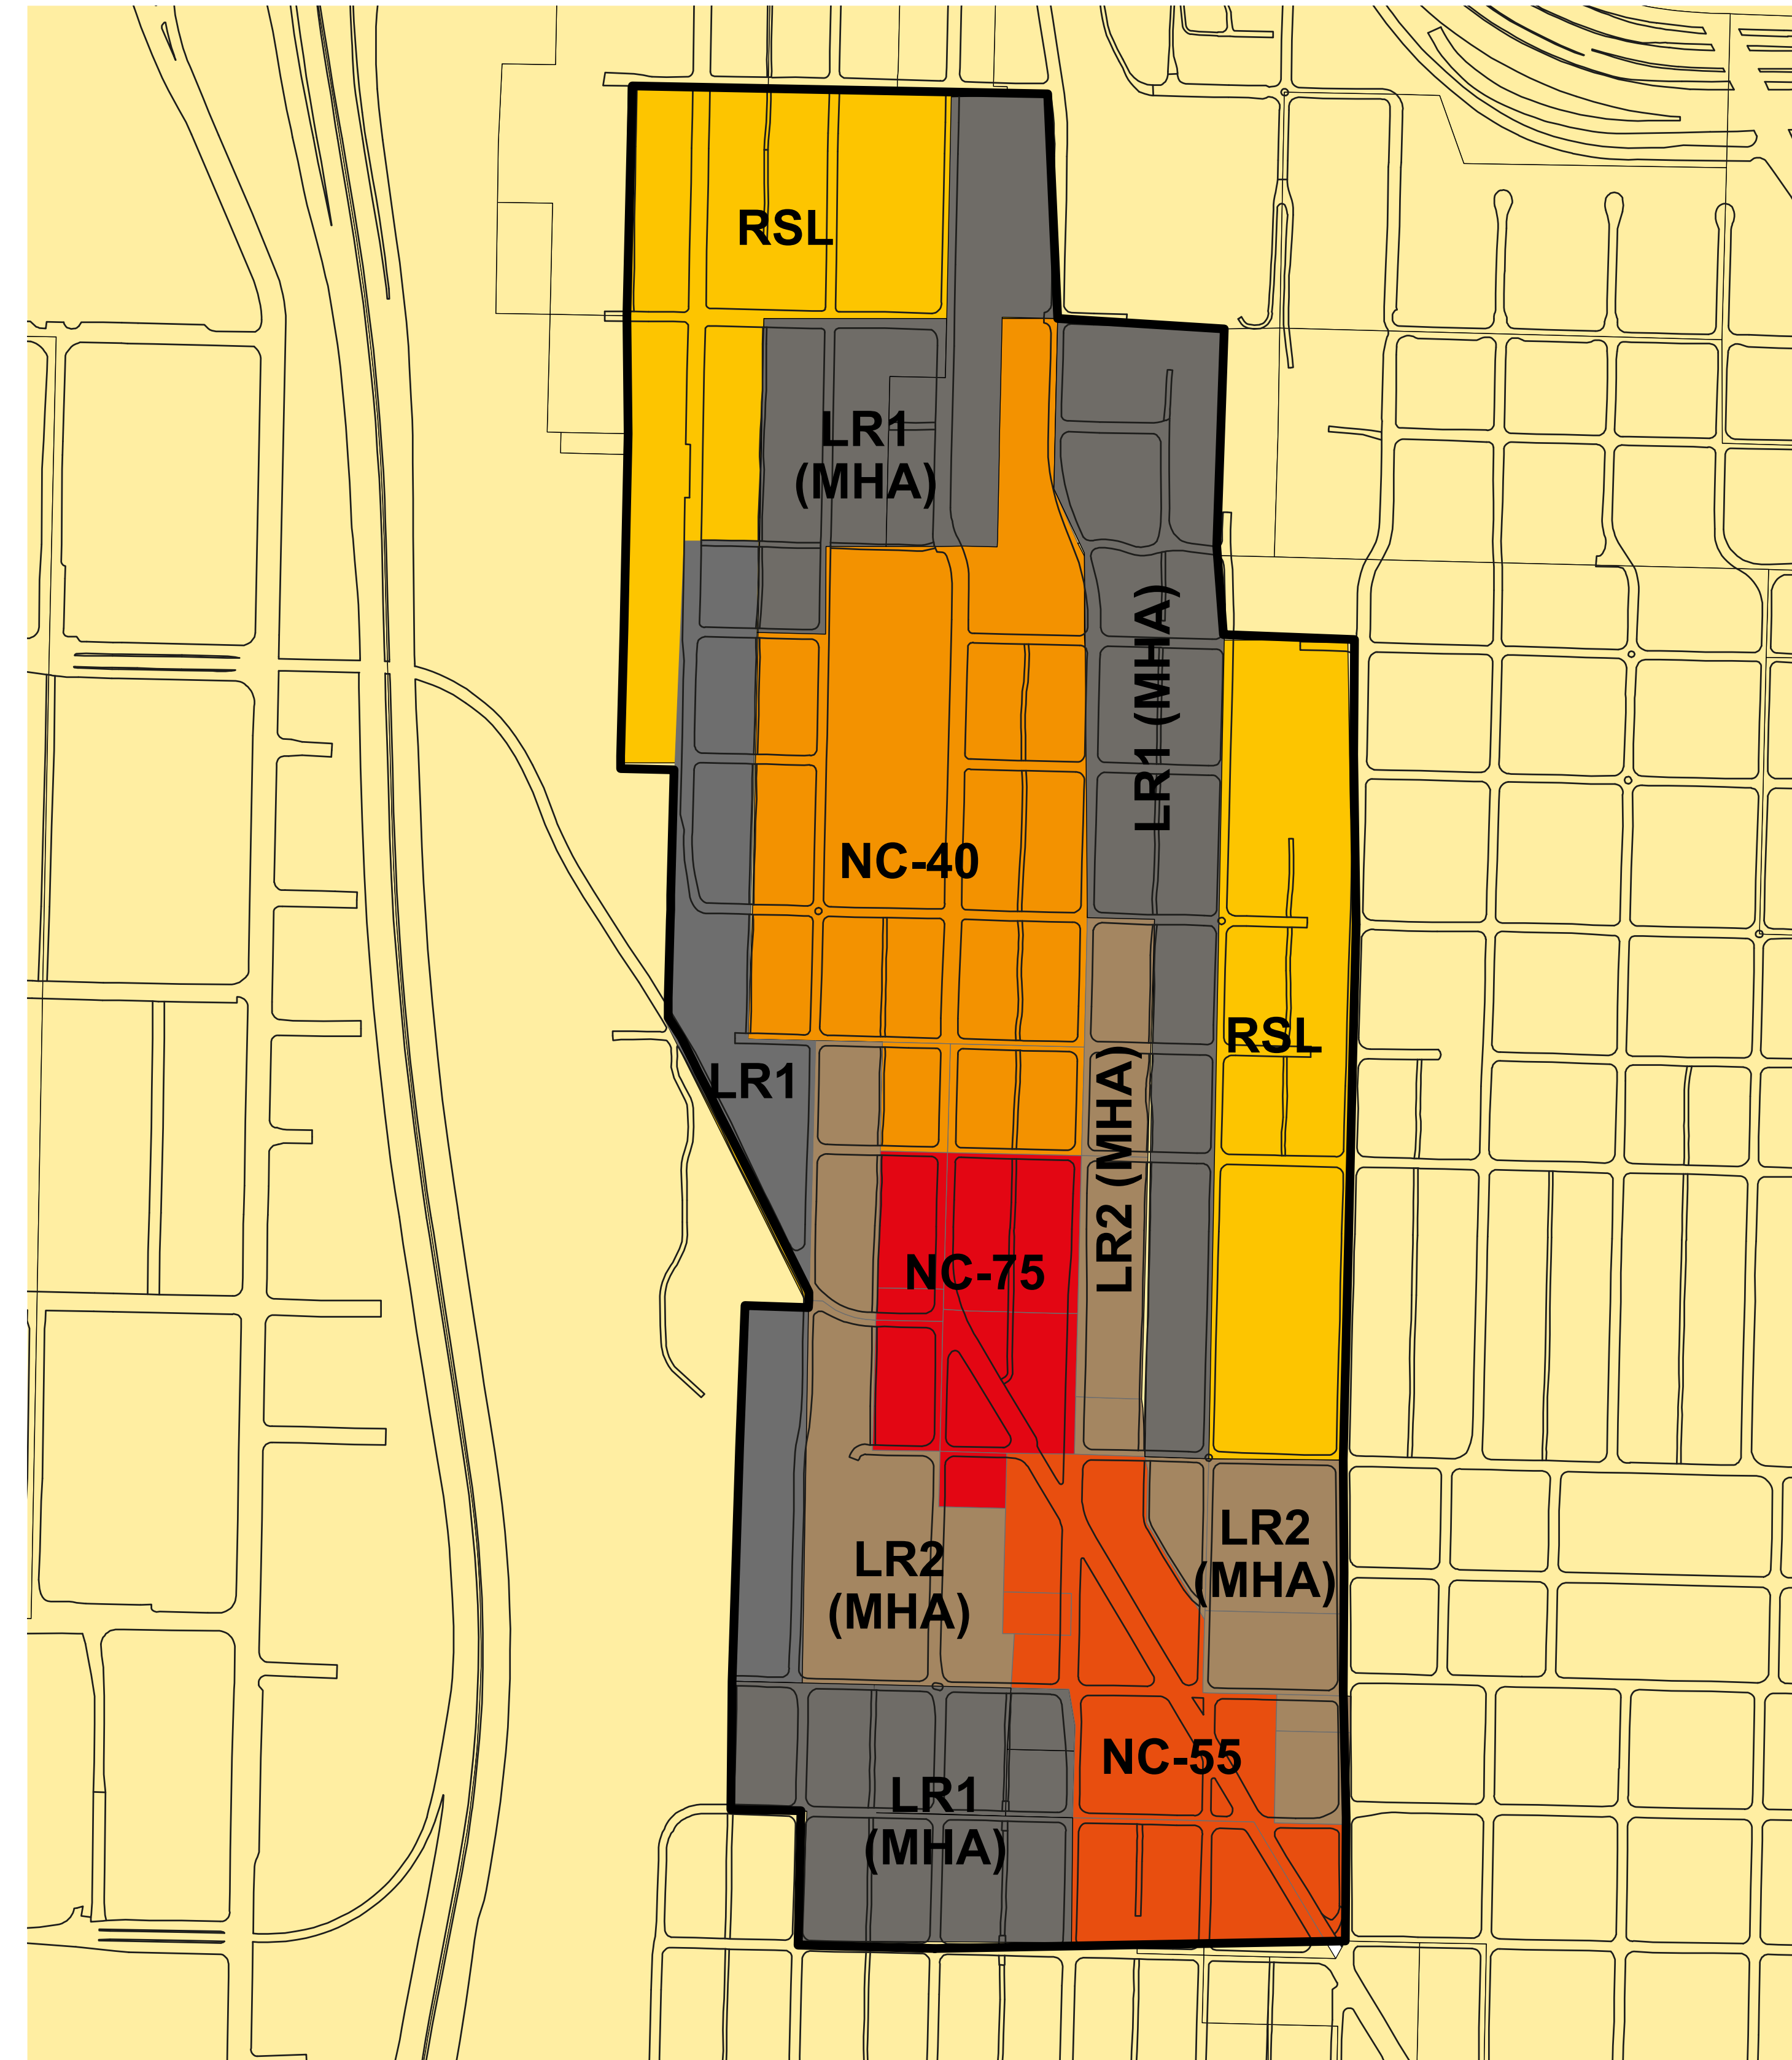 RSL
LR1
(MHA)
LR1 (MHA)
NC-40
RSL
LR1
LR2 (MHA)
NC-75
LR2
(MHA)
LR2
(MHA)
NC-55
LR1
(MHA)